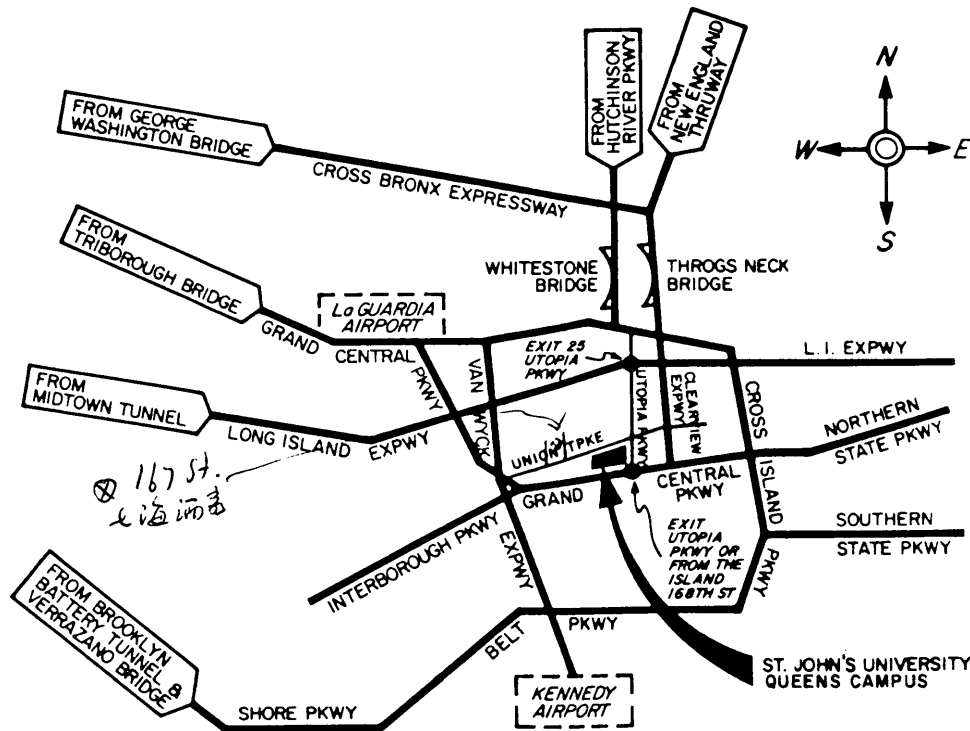 FROM
HUTCHINSON
RIVER PKWY
FROM
NEW ENGLAND
THRUWAY
N
W
E
S
FROM GEORGE
WASHINGTON BRIDGE
CROSS BRONX EXPRESSWAY
FROM
TRIBOROUGH BRIDGE
WHITESTONE
BRIDGE
THROGS NECK
BRIDGE
La GUARDIA
AIRPORT
GRAND
CENTRAL
PKWY
VAN
WYCK
EXPWY
EXIT 25
UTOPIA
PKWY
UTOPIA PKWY
CLEARVIEW
EXPWY
L.I. EXPWY
CROSS
ISLAND
PKWY
FROM
MIDTOWN TUNNEL
LONG ISLAND
EXPWY
UNION TPKE
NORTHERN
STATE PKWY
167 St.
GRAND
CENTRAL
PKWY
INTERBOROUGH PKWY
EXIT
UTOPIA
PKWY OR
FROM THE
ISLAND
168TH ST
SOUTHERN
STATE PKWY
FROM BROOKLYN
BATTERY TUNNEL &
VERRAZANO BRIDGE
BELT
PKWY
SHORE PKWY
KENNEDY
AIRPORT
ST. JOHN'S UNIVERSITY
QUEENS CAMPUS